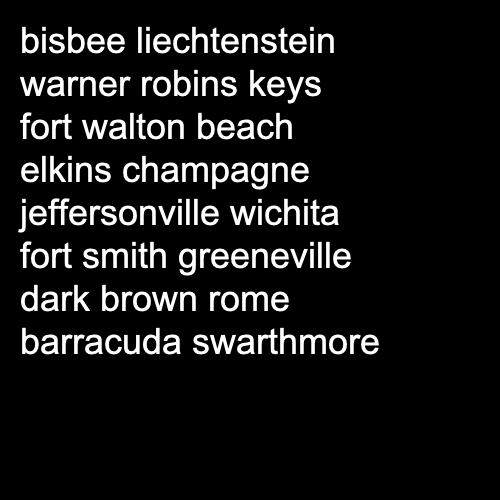 bisbee liechtenstein
warner robins keys
fort walton beach
elkins champagne
jeffersonville wichita
fort smith greeneville
dark brown rome
barracuda swarthmore